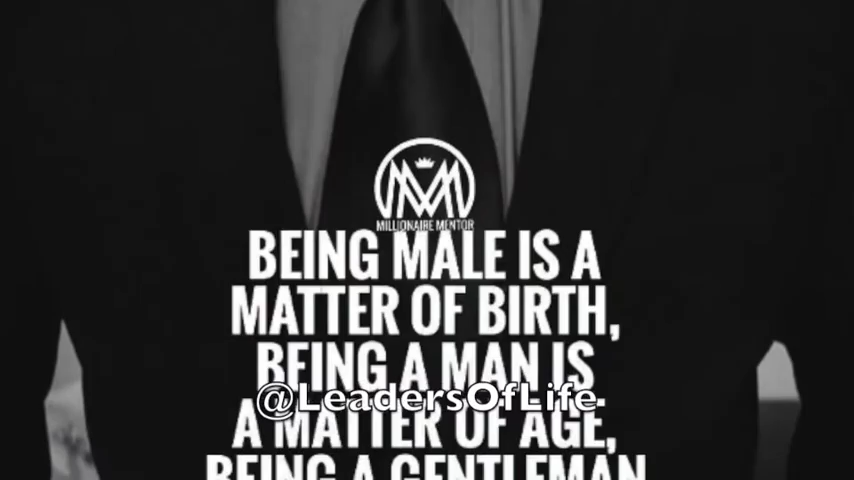 MILLIONAIRE MENTOR
BEING MALE IS A
MATTER OF BIRTH,
BEING A MAN IS
@LeadersOfLife.
A MATTER OF AGE,
BEING A GENTLEMAN